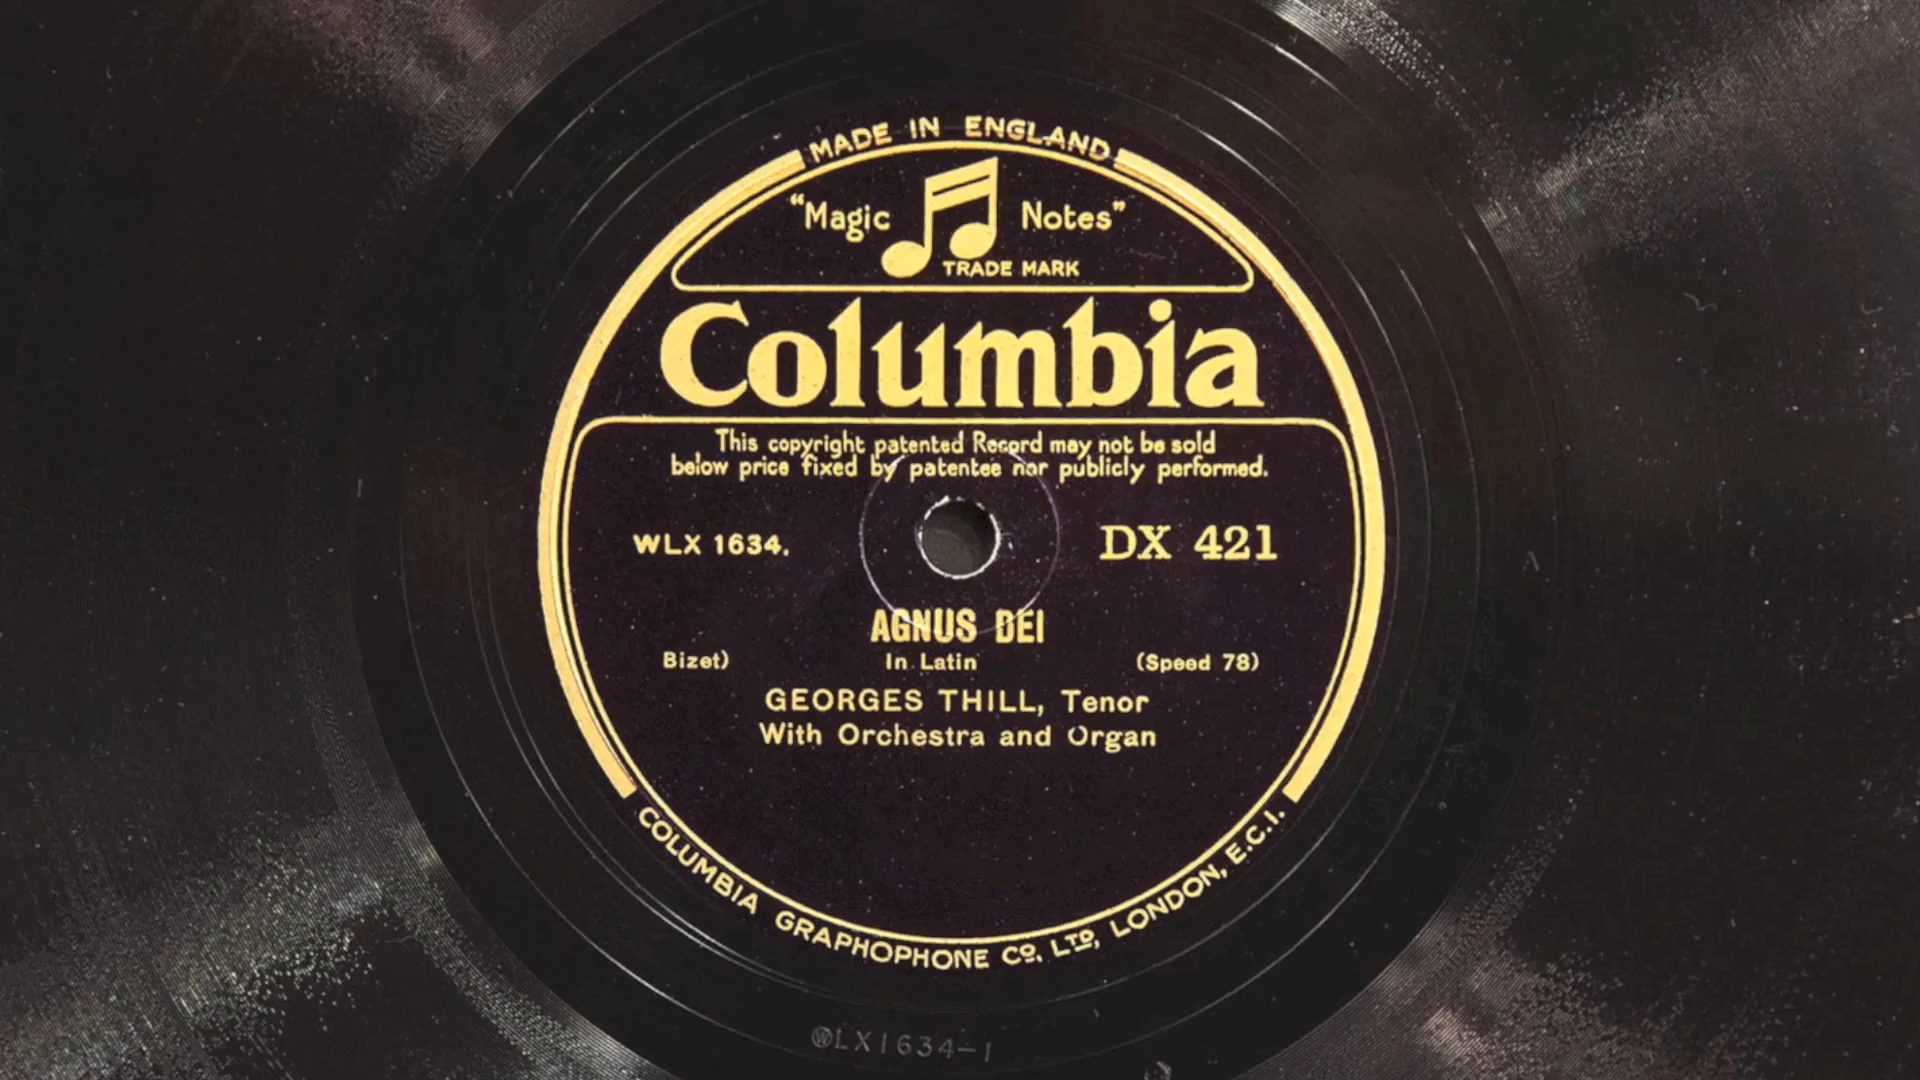 MADE IN ENGLAND
"Magic Notes"
TRADE MARK
Columbia
This copyright patented Record may not be sold
below price fixed by patentee nor publicly performed.
WLX 1634. DX 421
AGNUS DEI
Bizet) In Latin (Speed 78)
GEORGES THILL, Tenor
With Orchestra and Organ
COLUMBIA GRAPHOPHONE CO. LTD, LONDON, E.C.1.
WLX1634-1